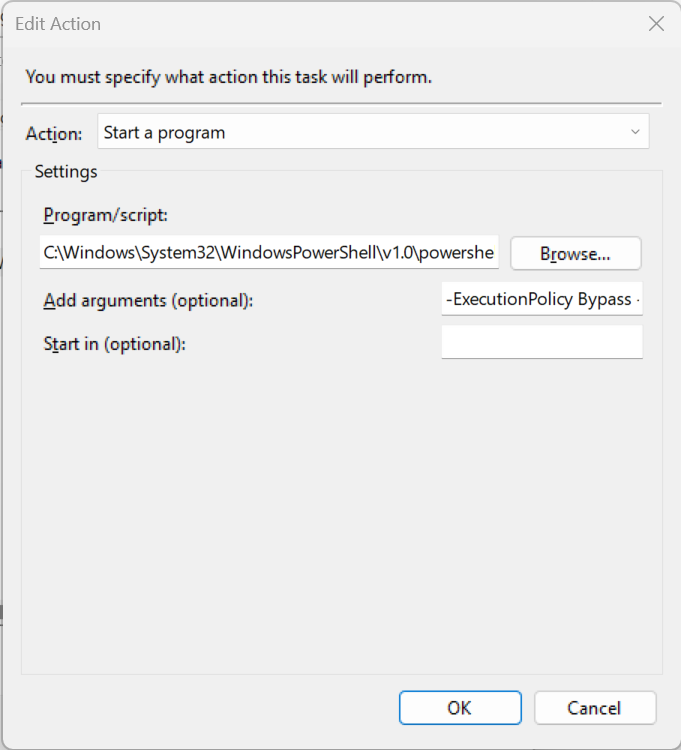 Edit Action
You must specify what action this task will perform.
Action: Start a program
Settings
Program/script:
C:\Windows\System32\WindowsPowerShell\v1.0\powershe Browse...
Add arguments (optional): -ExecutionPolicy Bypass -
Start in (optional):
OK Cancel